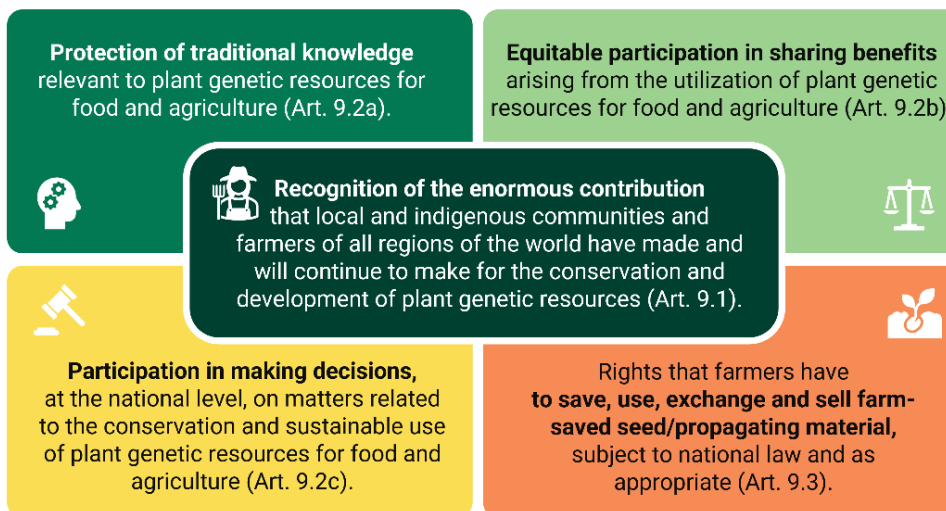 Protection of traditional knowledge
relevant to plant genetic resources for
food and agriculture (Art. 9.2a).
Equitable participation in sharing benefits
arising from the utilization of plant genetic
resources for food and agriculture (Art. 9.2b)
Recognition of the enormous contribution
that local and indigenous communities and
farmers of all regions of the world have made and
will continue to make for the conservation and
development of plant genetic resources (Art. 9.1).
Participation in making decisions,
at the national level, on matters related
to the conservation and sustainable use
of plant genetic resources for food and
agriculture (Art. 9.2c).
Rights that farmers have
to save, use, exchange and sell farm-
saved seed/propagating material,
subject to national law and as
appropriate (Art. 9.3).